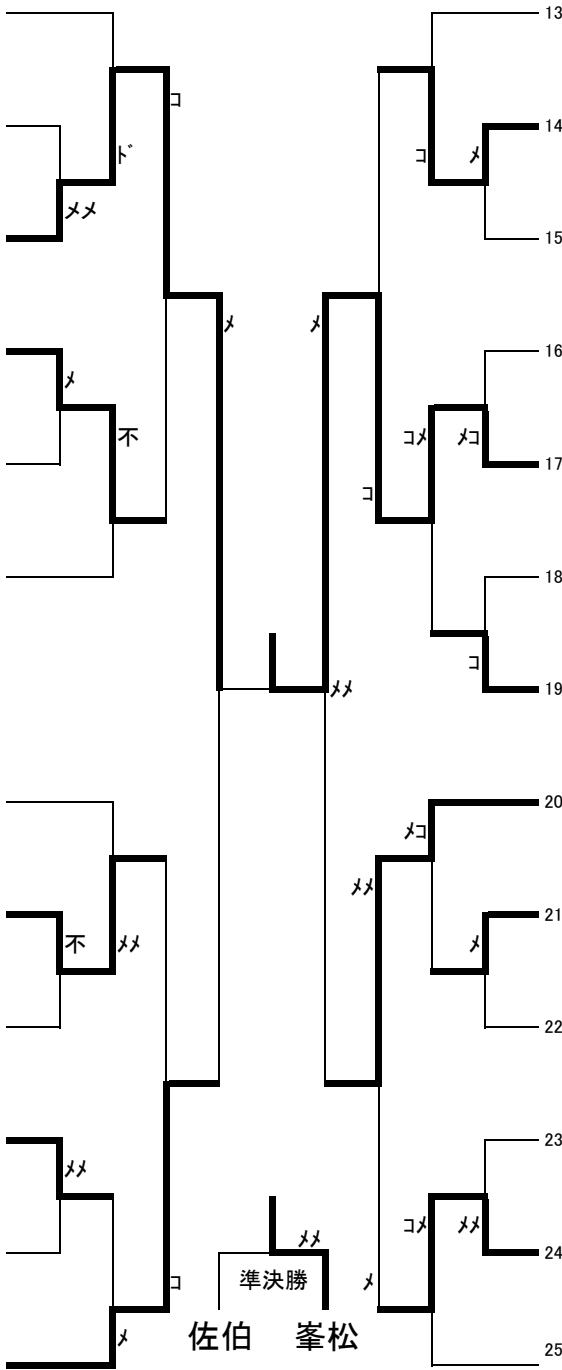 13
コ
ド
コ メ 14
メメ
15
メ メ
16
メ
不 コメ メコ
17
コ
18
コ
メメ 19
20
メコ
メメ
21
不 メメ メ
22
23
メメ
コメ メメ
メメ 24
準決勝
コ メ
佐伯 峯松
メ
25